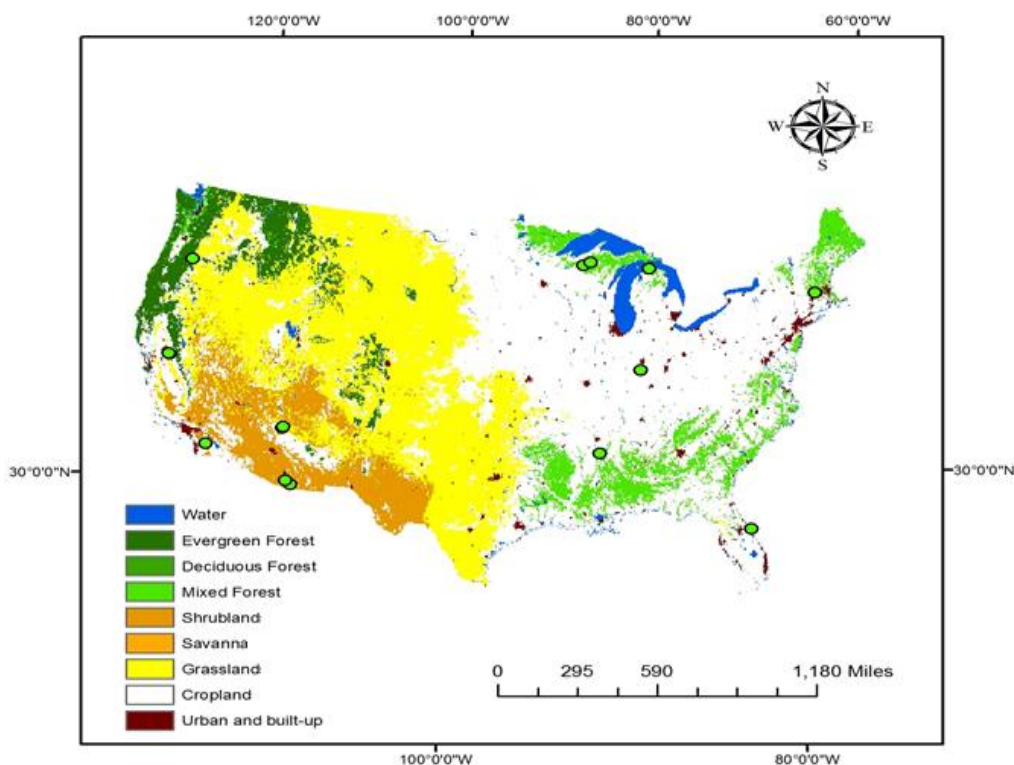 120°0'0"W 100°0'0"W 80°0'0"W 60°0'0"W
N
W E
S
30°0'0"N 30°0'0"N
Water
Evergreen Forest
Deciduous Forest
Mixed Forest
Shrubland
Savanna
Grassland
Cropland
Urban and built-up
0 295 590 1,180 Miles
100°0'0"W 80°0'0"W